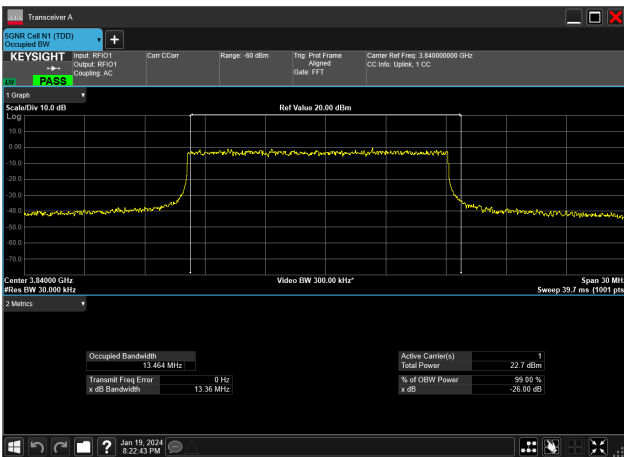 Transceiver A
5GNR Cell N1 (TDD)
Occupied BW
KEYSIGHT
LXI
PASS
Input: RFIO1
Output: RFIO1
Coupling: AC
Corr CCorr
Range: -60 dBm
Trig: Prot Frame
Aligned
Gate: FFT
Carrier Ref Freq: 3.840000000 GHz
CC Info: Uplink, 1 CC
1 Graph
Scale/Div 10.0 dB
Ref Value 20.00 dBm
Log
10.0
0.00
-10.0
-20.0
-30.0
-40.0
-50.0
-60.0
-70.0
Center 3.84000 GHz
Video BW 300.00 kHz*
Span 30 MHz
#Res BW 30.000 kHz
Sweep 39.7 ms (1001 pts
2 Metrics
Occupied Bandwidth
13.464 MHz
Transmit Freq Error 0 Hz
x dB Bandwidth 13.36 MHz
Active Carrier(s) 1
Total Power 22.7 dBm
% of OBW Power 99.00 %
x dB -26.00 dB
Jan 19, 2024
8:22:43 PM